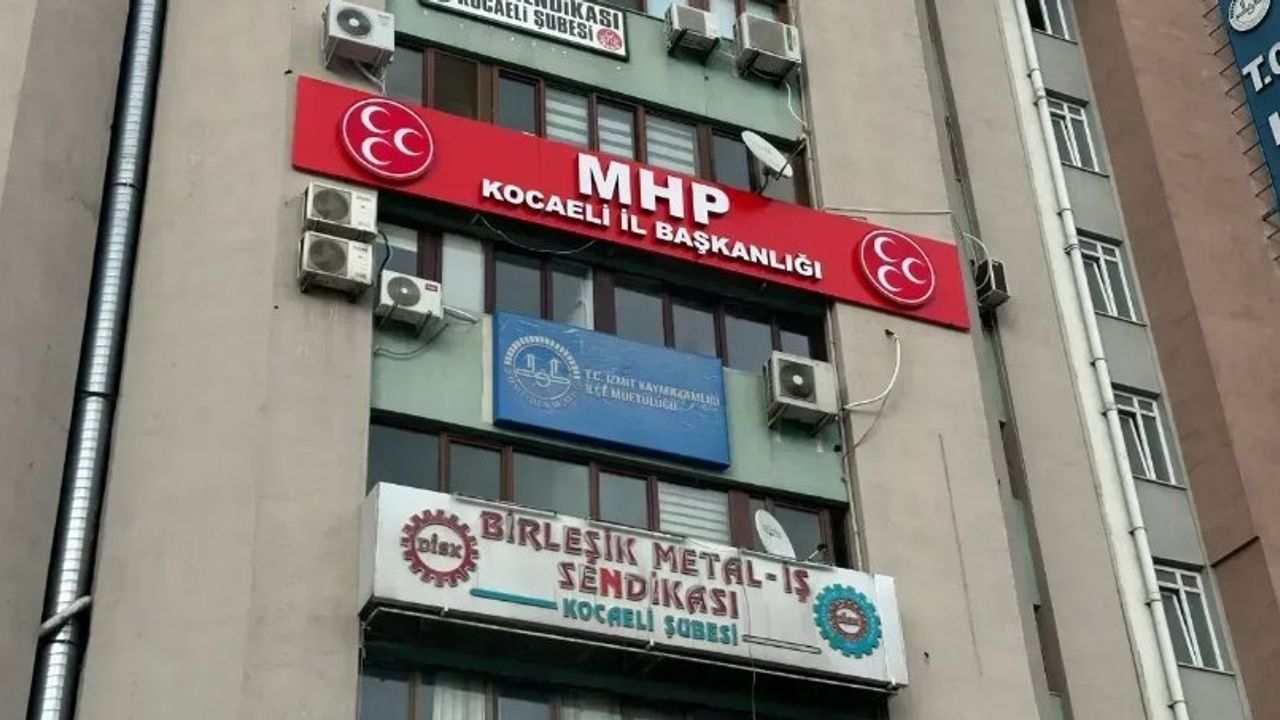 SENDİKASI
KOCAELİ ŞUBESİ
T.C.
MHP
KOCAELİ İL BAŞKANLIĞI
T.C. İZMİT KAYMAKAMLIĞI
İLÇE MÜFTÜLÜĞÜ
DİSK
BİRLEŞİK METAL-İŞ
SENDİKASI
KOCAELİ ŞUBESİ